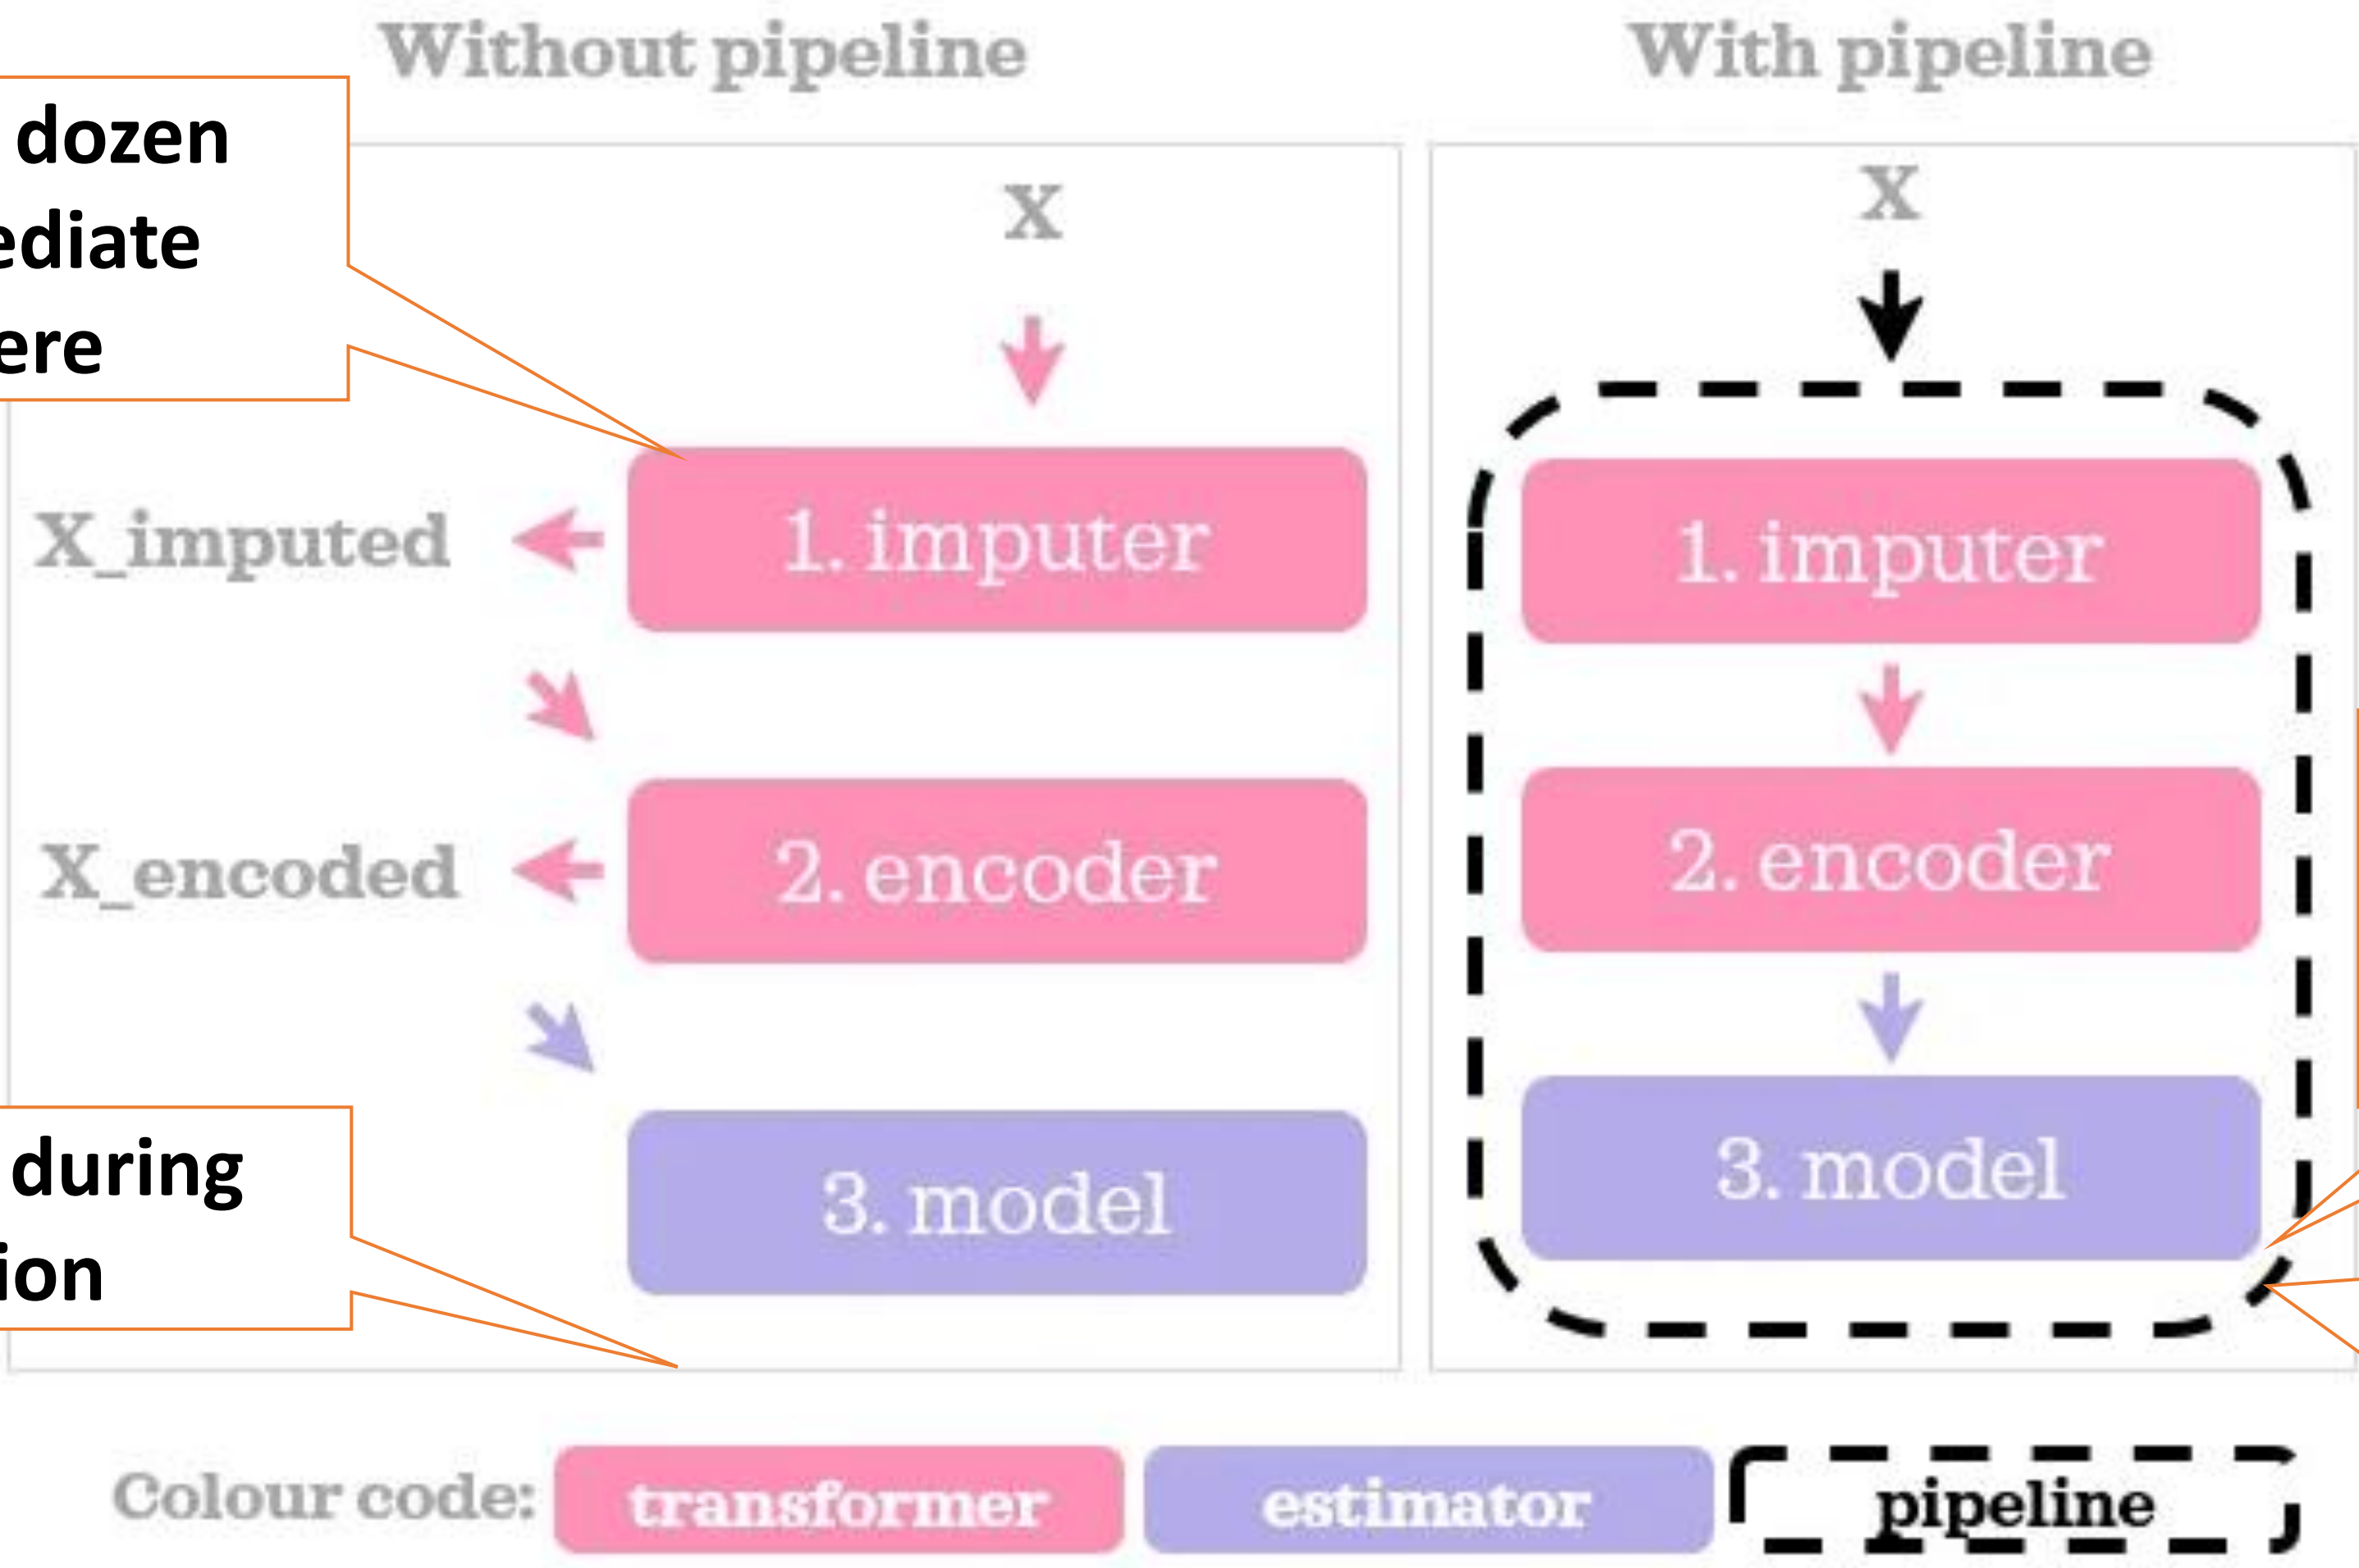 Without pipeline
With pipeline
dozen
ediate
ere
X
X
X_imputed
1. imputer
1. imputer
X_encoded
2. encoder
2. encoder
during
ion
3. model
3. model
Colour code: transformer estimator pipeline